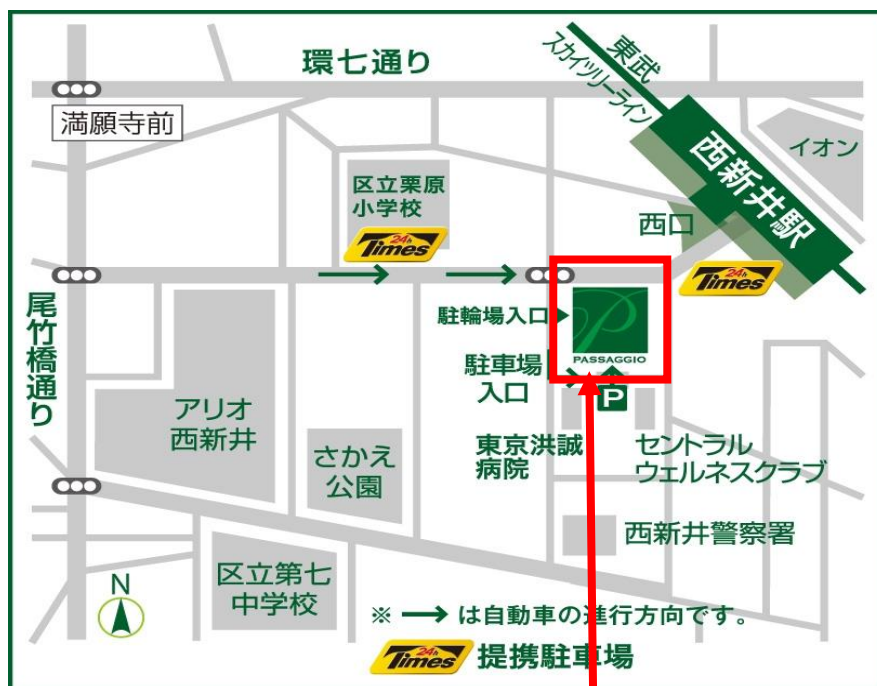 環七通り
東武
スカイツリーライン
満願寺前
西新井駅
イオン
区立栗原
小学校
24h
Times
西口
24h
Times
尾竹橋通り
駐輪場入口
P
PASSAGGIO
駐車場
入口
P
アリオ
西新井
さかえ
公園
東京洪誠
病院
セントラル
ウェルネスクラブ
西新井警察署
区立第七
中学校
N
※ → は自動車の進行方向です。
24h
Times
提携駐車場